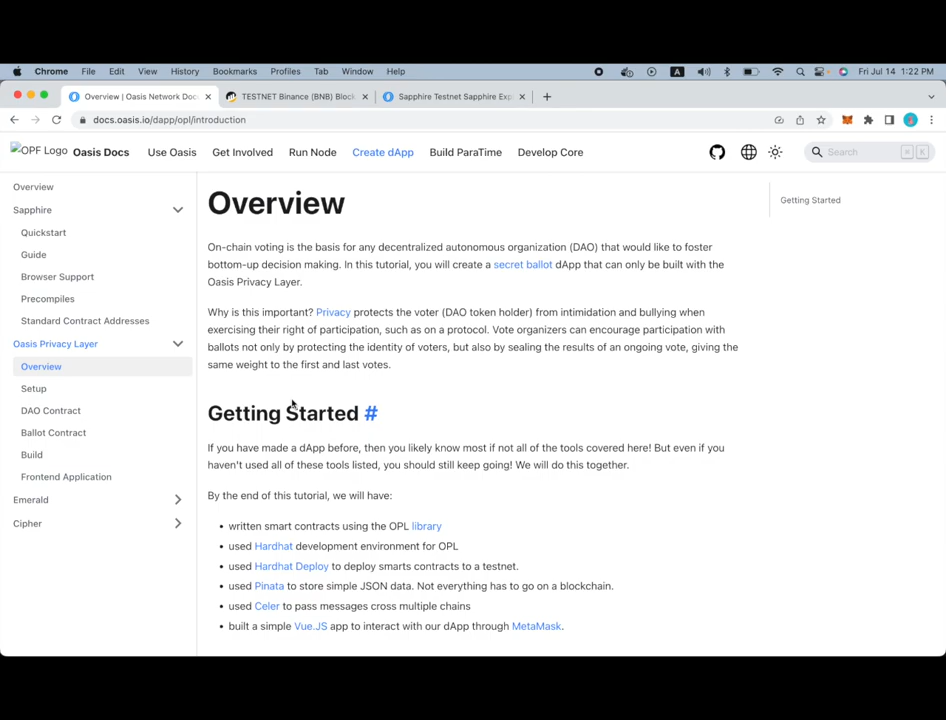 Chrome File Edit View History Bookmarks Profiles Tab Window Help A Fri Jul 14 1:22 PM
Overview | Oasis Network Doc TESTNET Binance (BNB) Block Sapphire Testnet Sapphire Exp
docs.oasis.io/dapp/opl/introduction
OPF Logo Oasis Docs Use Oasis Get Involved Run Node Create dApp Build ParaTime Develop Core Search K
Overview
Sapphire
Quickstart
Guide
Browser Support
Precompiles
Standard Contract Addresses
Oasis Privacy Layer
Overview
Setup
DAO Contract
Ballot Contract
Build
Frontend Application
Emerald
Cipher
Overview
On-chain voting is the basis for any decentralized autonomous organization (DAO) that would like to foster
bottom-up decision making. In this tutorial, you will create a secret ballot dApp that can only be built with the
Oasis Privacy Layer.
Why is this important? Privacy protects the voter (DAO token holder) from intimidation and bullying when
exercising their right of participation, such as on a protocol. Vote organizers can encourage participation with
ballots not only by protecting the identity of voters, but also by sealing the results of an ongoing vote, giving the
same weight to the first and last votes.
Getting Started #
If you have made a dApp before, then you likely know most if not all of the tools covered here! But even if you
haven't used all of these tools listed, you should still keep going! We will do this together.
By the end of this tutorial, we will have:
• written smart contracts using the OPL library
• used Hardhat development environment for OPL
• used Hardhat Deploy to deploy smarts contracts to a testnet.
• used Pinata to store simple JSON data. Not everything has to go on a blockchain.
• used Celer to pass messages cross multiple chains
• built a simple Vue.JS app to interact with our dApp through MetaMask.
Getting Started